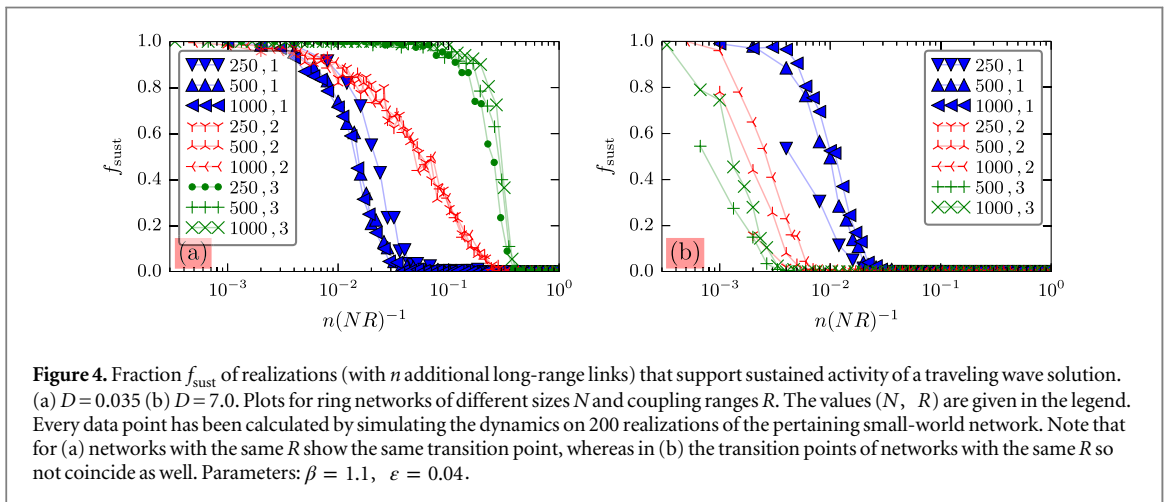 1.0
0.8
0.6
0.4
0.2
0.0
f_sust
250 , 1
500 , 1
1000 , 1
250 , 2
500 , 2
1000 , 2
250 , 3
500 , 3
1000 , 3
(a)
10⁻³ 10⁻² 10⁻¹ 10⁰
n(NR)⁻¹
1.0
0.8
0.6
0.4
0.2
0.0
f_sust
250 , 1
500 , 1
1000 , 1
250 , 2
500 , 2
1000 , 2
500 , 3
1000 , 3
(b)
10⁻³ 10⁻² 10⁻¹ 10⁰
n(NR)⁻¹
Figure 4. Fraction f_sust of realizations (with n additional long-range links) that support sustained activity of a traveling wave solution.
(a) D = 0.035 (b) D = 7.0. Plots for ring networks of different sizes N and coupling ranges R. The values (N, R) are given in the legend.
Every data point has been calculated by simulating the dynamics on 200 realizations of the pertaining small-world network. Note that
for (a) networks with the same R show the same transition point, whereas in (b) the transition points of networks with the same R so
not coincide as well. Parameters: β = 1.1, ε = 0.04.